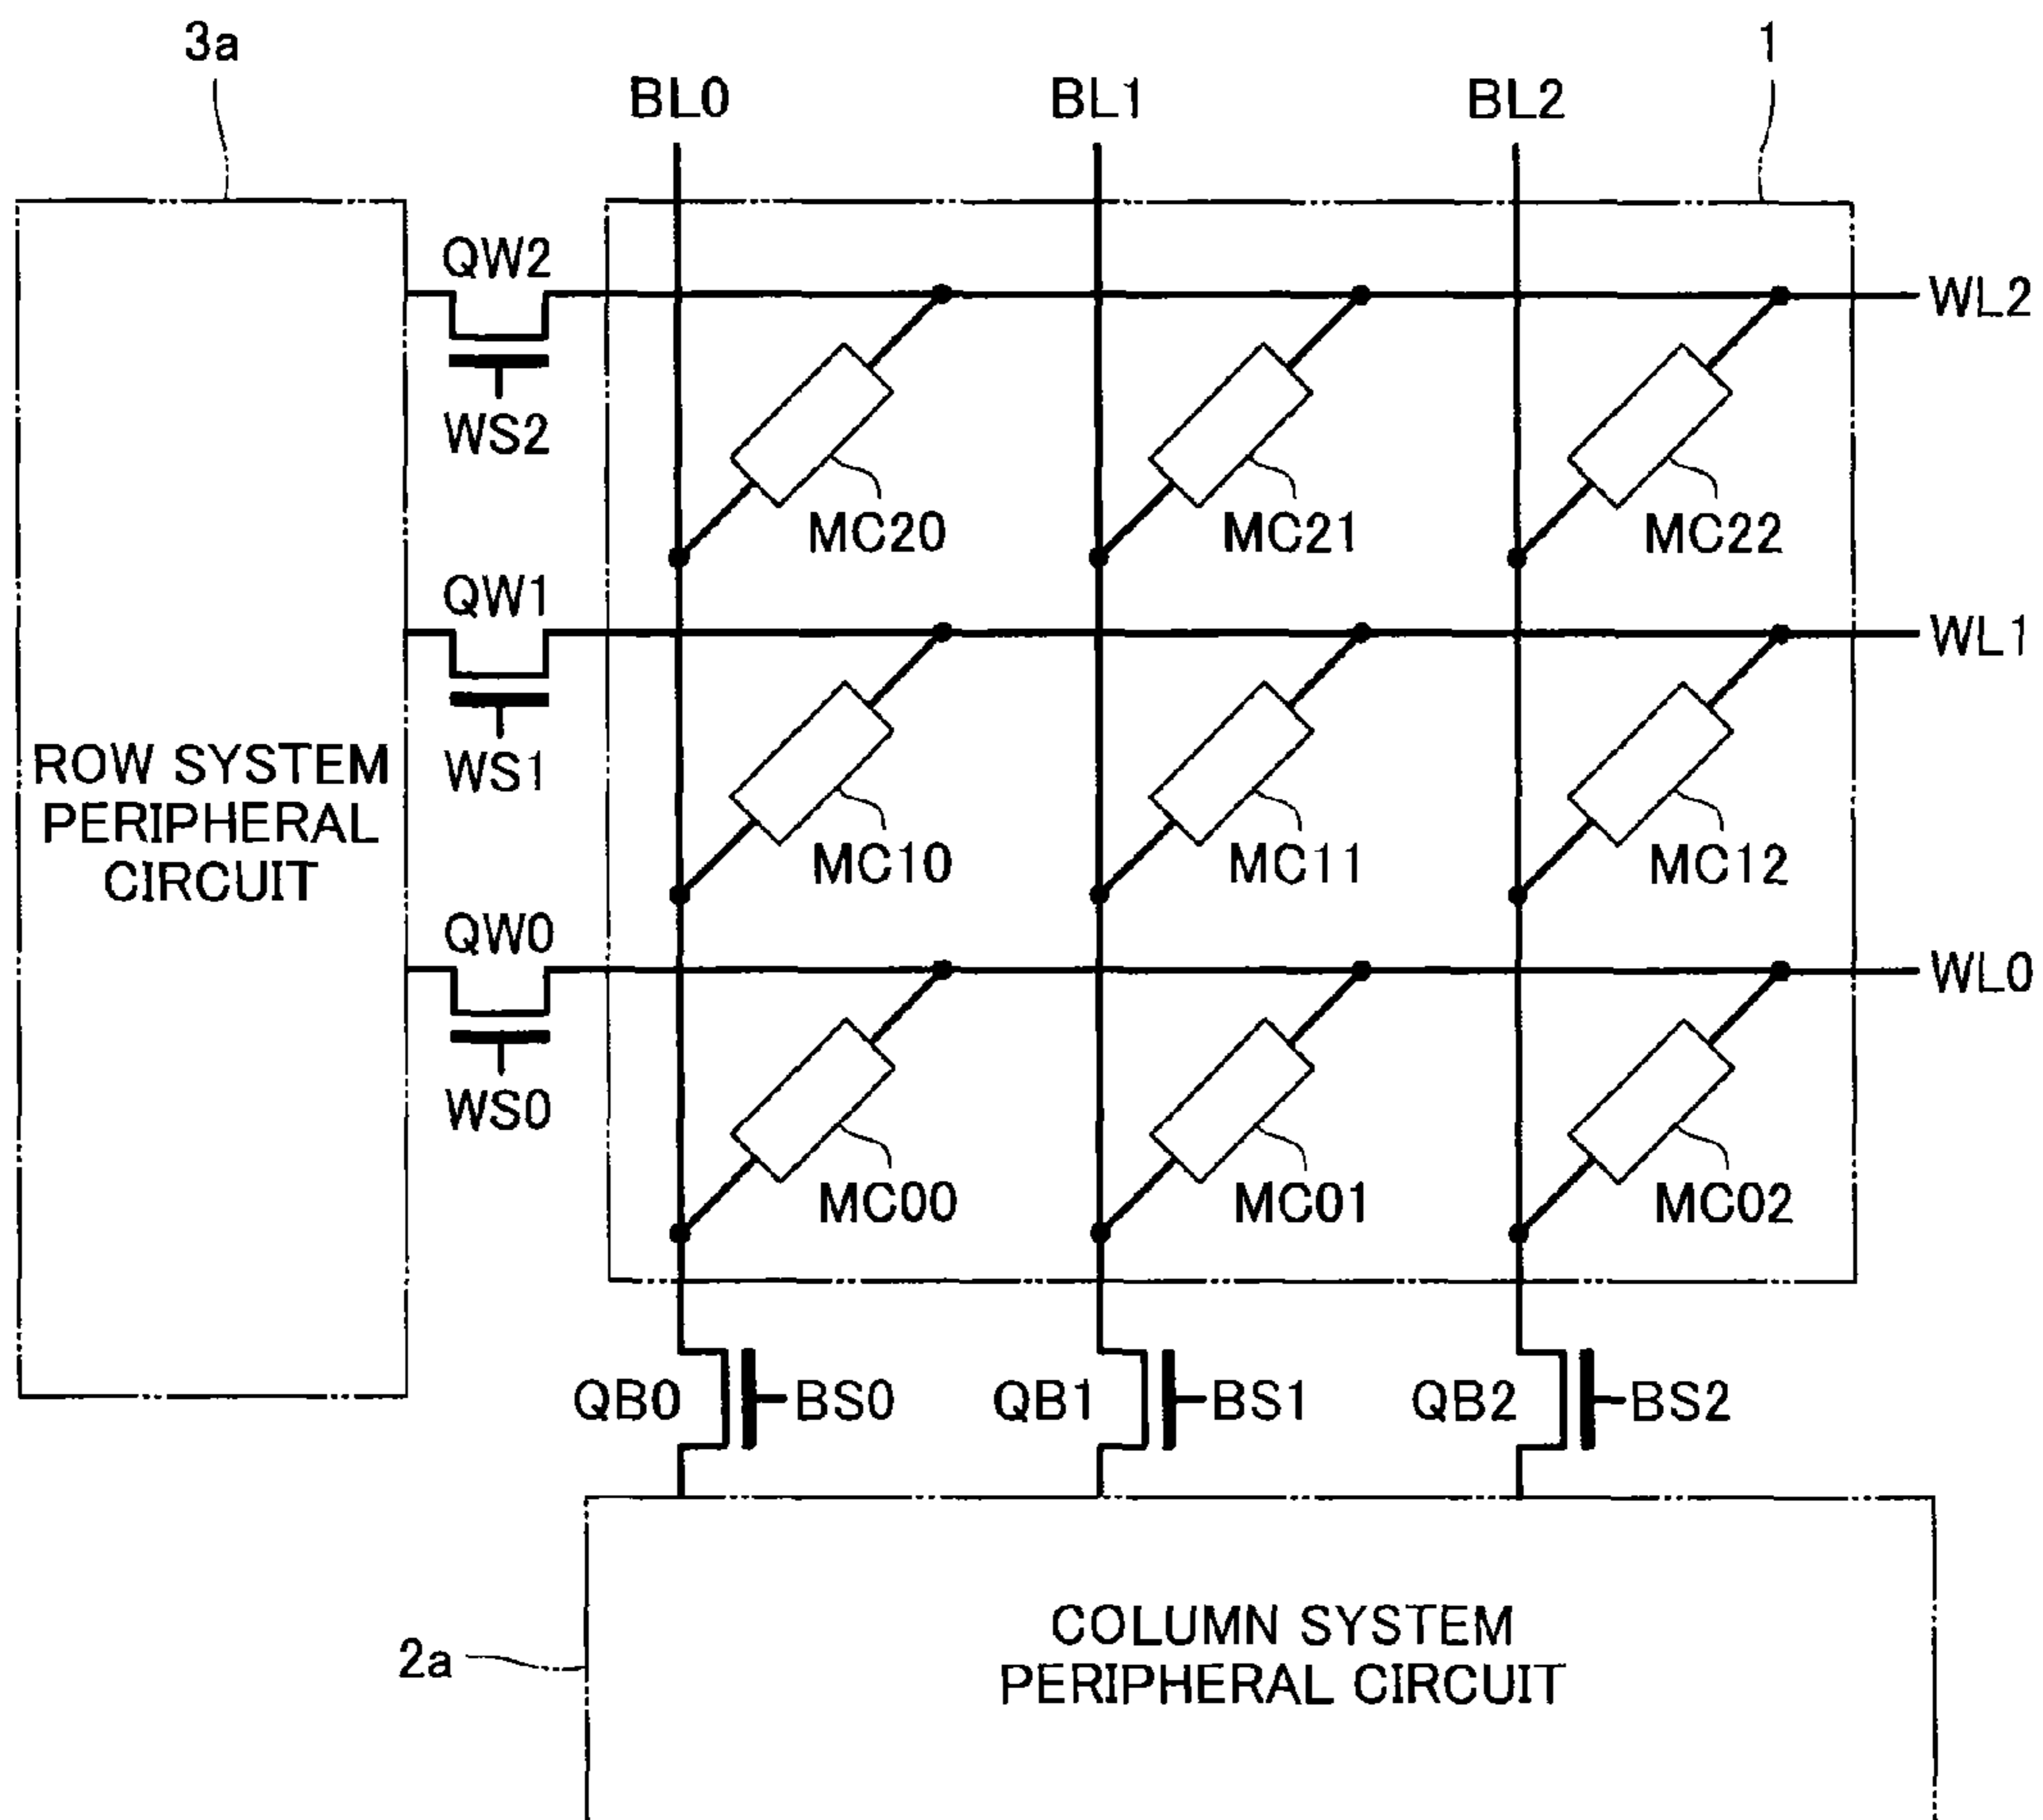 3a
1
BL0
BL1
BL2
QW2
WL2
WS2
MC20
MC21
MC22
QW1
WL1
WS1
ROW SYSTEM
PERIPHERAL
CIRCUIT
MC10
MC11
MC12
QW0
WL0
WS0
MC00
MC01
MC02
QB0
BS0
QB1
BS1
QB2
BS2
2a
COLUMN SYSTEM
PERIPHERAL CIRCUIT